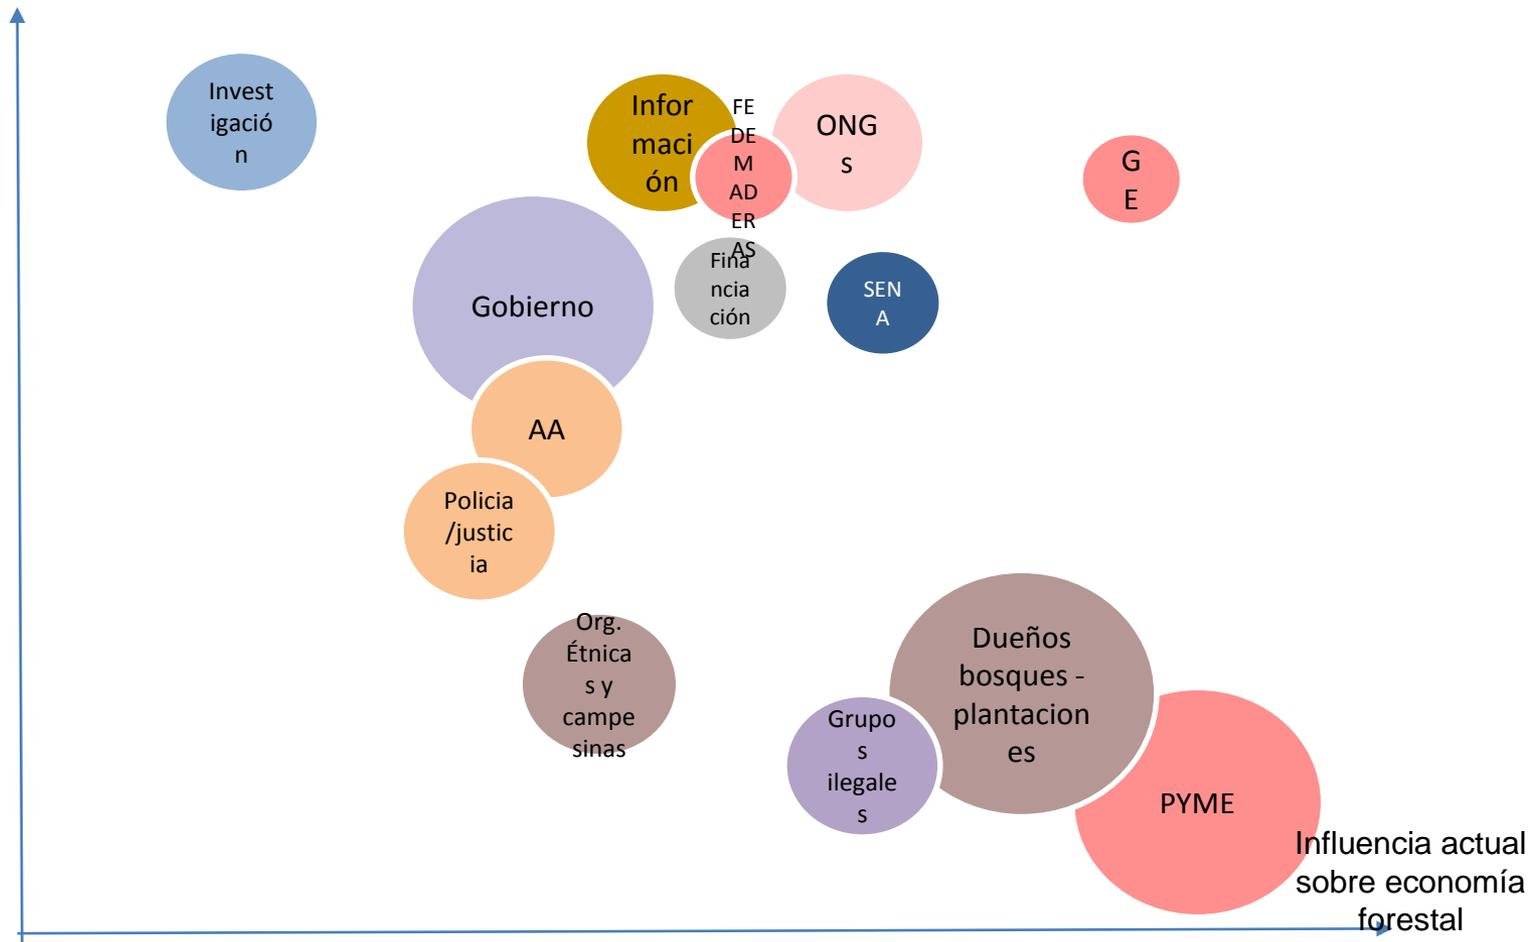 Invest
igació
n
Infor
maci
ón
FE
DE
M
AD
ER
AS
ONG
s
G
E
Gobierno
Fina
ncia
ción
SEN
A
AA
Policia
/justic
ia
Org.
Étnica
s y
campe
sinas
Dueños
bosques -
plantacion
es
Grupo
s
ilegale
s
PYME
Influencia actual
sobre economía
forestal